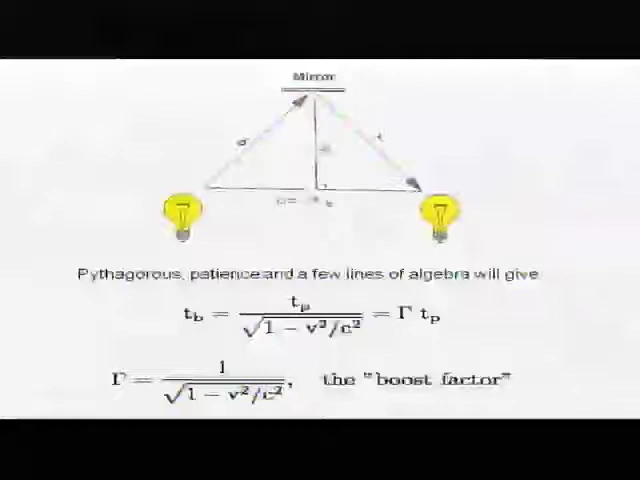 Mirror
d
Pythagorous, patience and a few lines of algebra will give
t_b = t_p / √(1 − v²/c²) = Γ t_p
Γ = 1 / √(1 − v²/c²), the "boost factor"